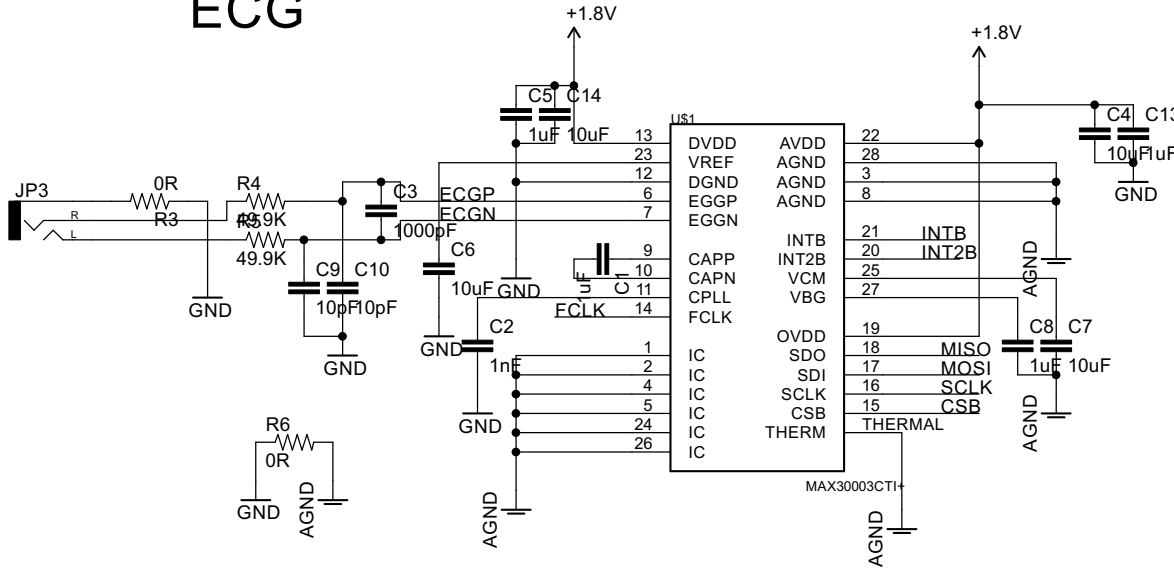 ECG
+1.8V
+1.8V
C5
C14
1uF
10uF
C4
C13
10uF
1uF
GND
U$1
13
DVDD
AVDD
22
23
VREF
AGND
28
12
DGND
AGND
3
ECGP
6
EGGP
AGND
8
ECGN
7
EGGN
INTB
21
INTB
INT2B
20
INT2B
9
CAPP
VCM
25
10
CAPN
VBG
27
11
CPLL
FCLK
14
FCLK
OVDD
19
1
IC
SDO
18
MISO
2
IC
SDI
17
MOSI
4
IC
SCLK
16
SCLK
5
IC
CSB
15
CSB
24
IC
THERM
THERMAL
26
IC
MAX30003CTI+
JP3
R
L
0R
R3
R4
49.9K
R5
49.9K
C3
1000pF
C9
C10
10pF
10pF
GND
GND
C6
10uF
GND
C1
1uF
GND
C2
1nF
GND
AGND
C8
C7
1uF
10uF
AGND
R6
0R
GND
AGND
AGND
AGND